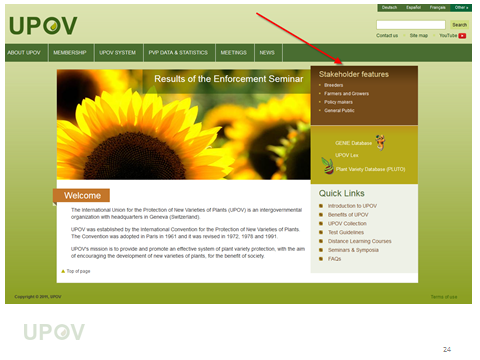 Deutsch Español Français Other
UPOV
Search
Contact us Site map YouTube
ABOUT UPOV MEMBERSHIP UPOV SYSTEM PVP DATA & STATISTICS MEETINGS NEWS
Results of the Enforcement Seminar
Stakeholder features
Breeders
Farmers and Growers
Policy makers
General Public
GENIE Database
UPOV Lex
Plant Variety Database (PLUTO)
Welcome
The International Union for the Protection of New Varieties of Plants (UPOV) is an intergovernmental
organization with headquarters in Geneva (Switzerland).
UPOV was established by the International Convention for the Protection of New Varieties of Plants.
The Convention was adopted in Paris in 1961 and it was revised in 1972, 1978 and 1991.
UPOV's mission is to provide and promote an effective system of plant variety protection, with the aim
of encouraging the development of new varieties of plants, for the benefit of society.
Top of page
Quick Links
Introduction to UPOV
Benefits of UPOV
UPOV Collection
Test Guidelines
Distance Learning Courses
Seminars & Symposia
FAQs
Terms of use
UPOV
24